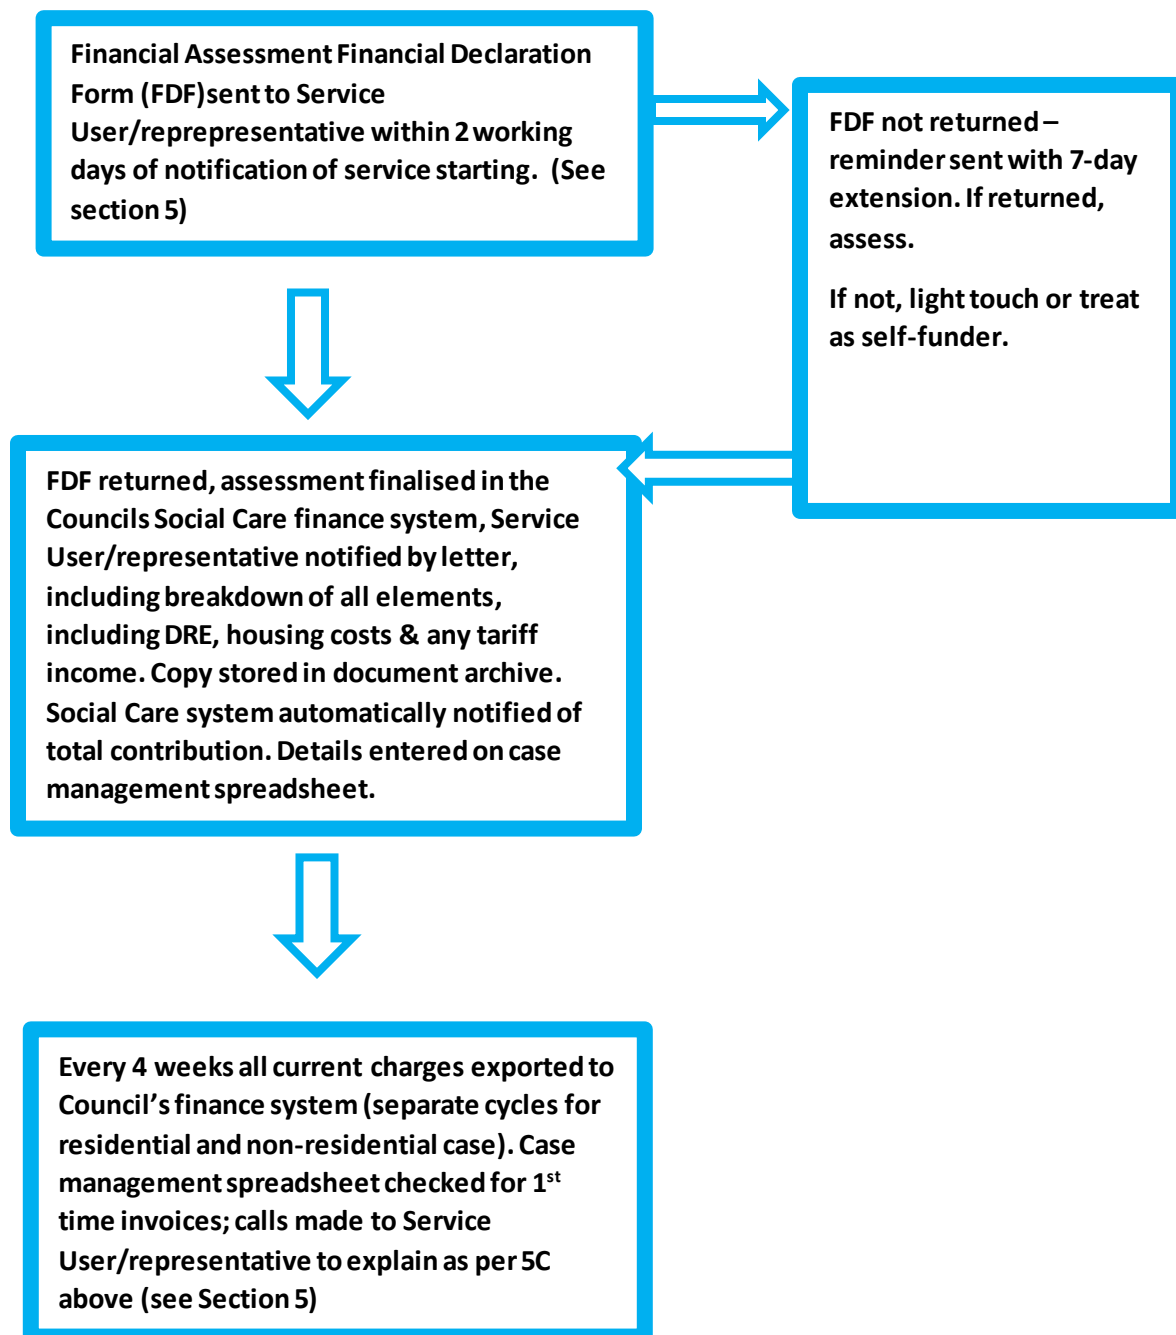 Financial Assessment Financial Declaration
Form (FDF)sent to Service
User/reprepresentative within 2 working
days of notification of service starting.  (See
section 5)
FDF not returned –
reminder sent with 7-day
extension. If returned,
assess.
If not, light touch or treat
as self-funder.
FDF returned, assessment finalised in the
Councils Social Care finance system, Service
User/representative notified by letter,
including breakdown of all elements,
including DRE, housing costs & any tariff
income. Copy stored in document archive.
Social Care system automatically notified of
total contribution. Details entered on case
management spreadsheet.
Every 4 weeks all current charges exported to
Council’s finance system (separate cycles for
residential and non-residential case). Case
management spreadsheet checked for 1st
time invoices; calls made to Service
User/representative to explain as per 5C
above (see Section 5)